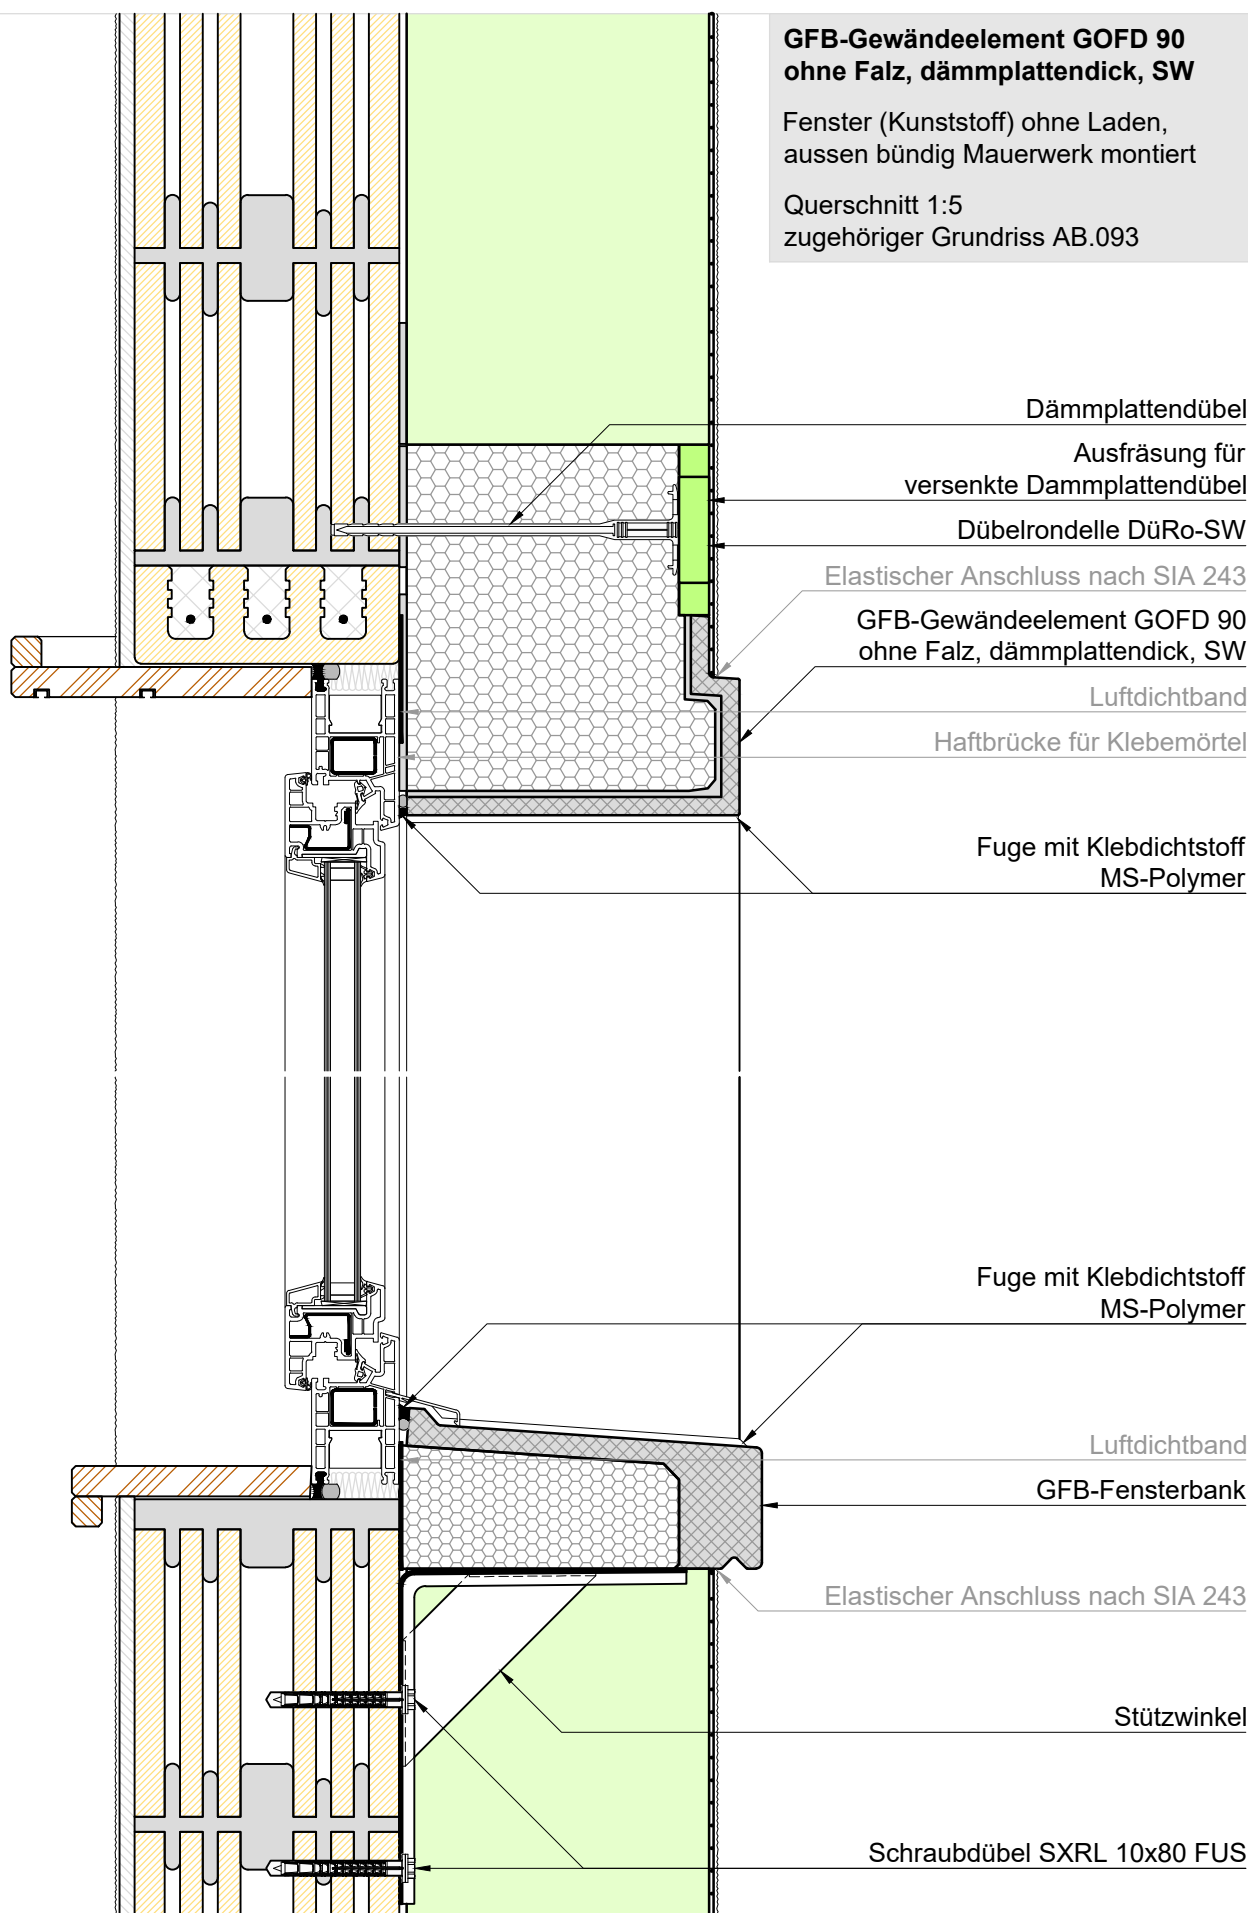 GFB-Gewändeelement GOFD 90
ohne Falz, dämmplattendick, SW
Fenster (Kunststoff) ohne Laden,
aussen bündig Mauerwerk montiert
Querschnitt 1:5
zugehöriger Grundriss AB.093
Dämmplattendübel
Ausfräsung für
versenkte Dammplattendübel
Dübelrondelle DüRo-SW
Elastischer Anschluss nach SIA 243
GFB-Gewändeelement GOFD 90
ohne Falz, dämmplattendick, SW
Luftdichtband
Haftbrücke für Klebemörtel
Fuge mit Klebdichtstoff
MS-Polymer
Fuge mit Klebdichtstoff
MS-Polymer
Luftdichtband
GFB-Fensterbank
Elastischer Anschluss nach SIA 243
Stützwinkel
Schraubdübel SXRL 10x80 FUS